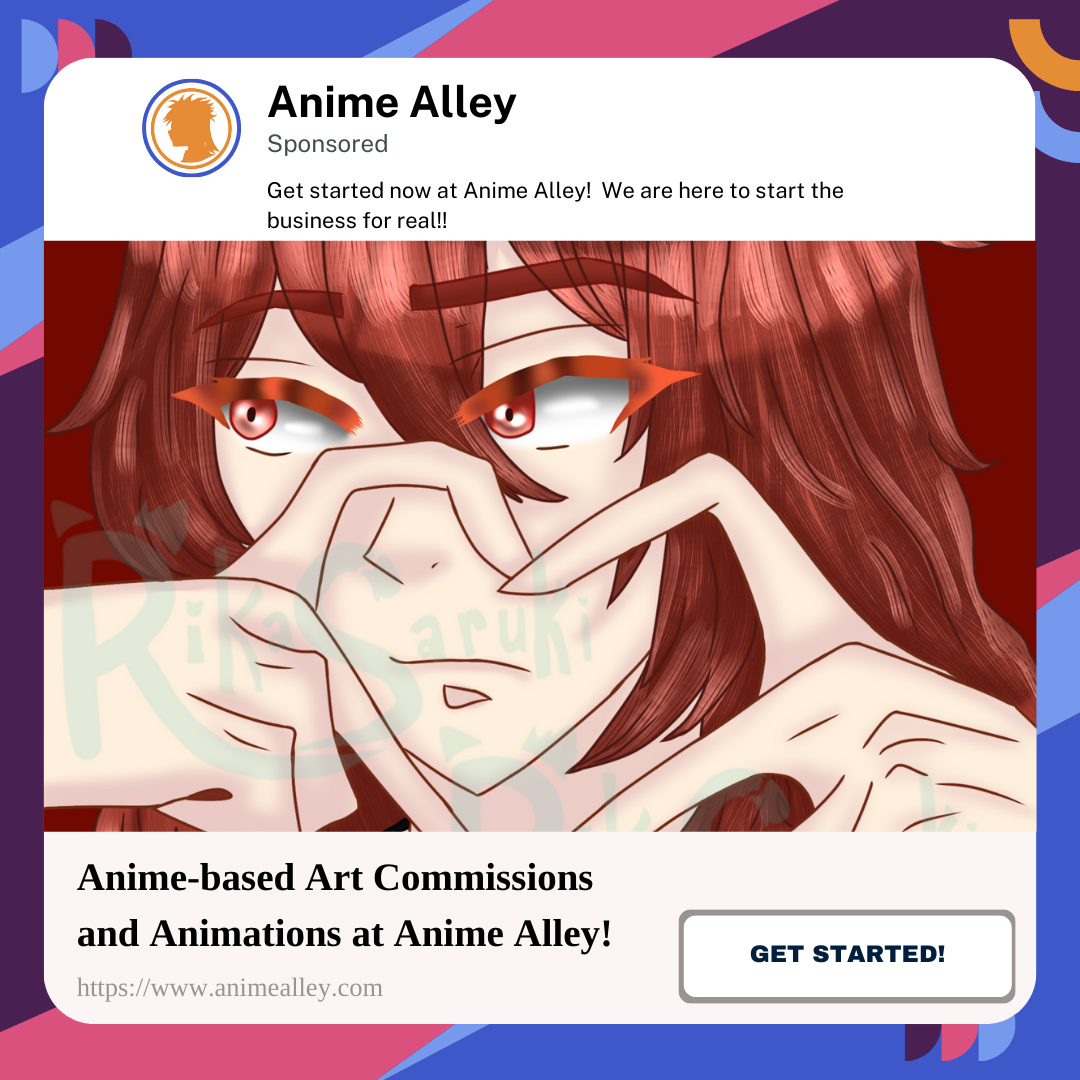 Anime Alley
Sponsored
Get started now at Anime Alley!  We are here to start the
business for real!!
RikaSaruki
Anime-based Art Commissions
and Animations at Anime Alley!
https://www.animealley.com
GET STARTED!